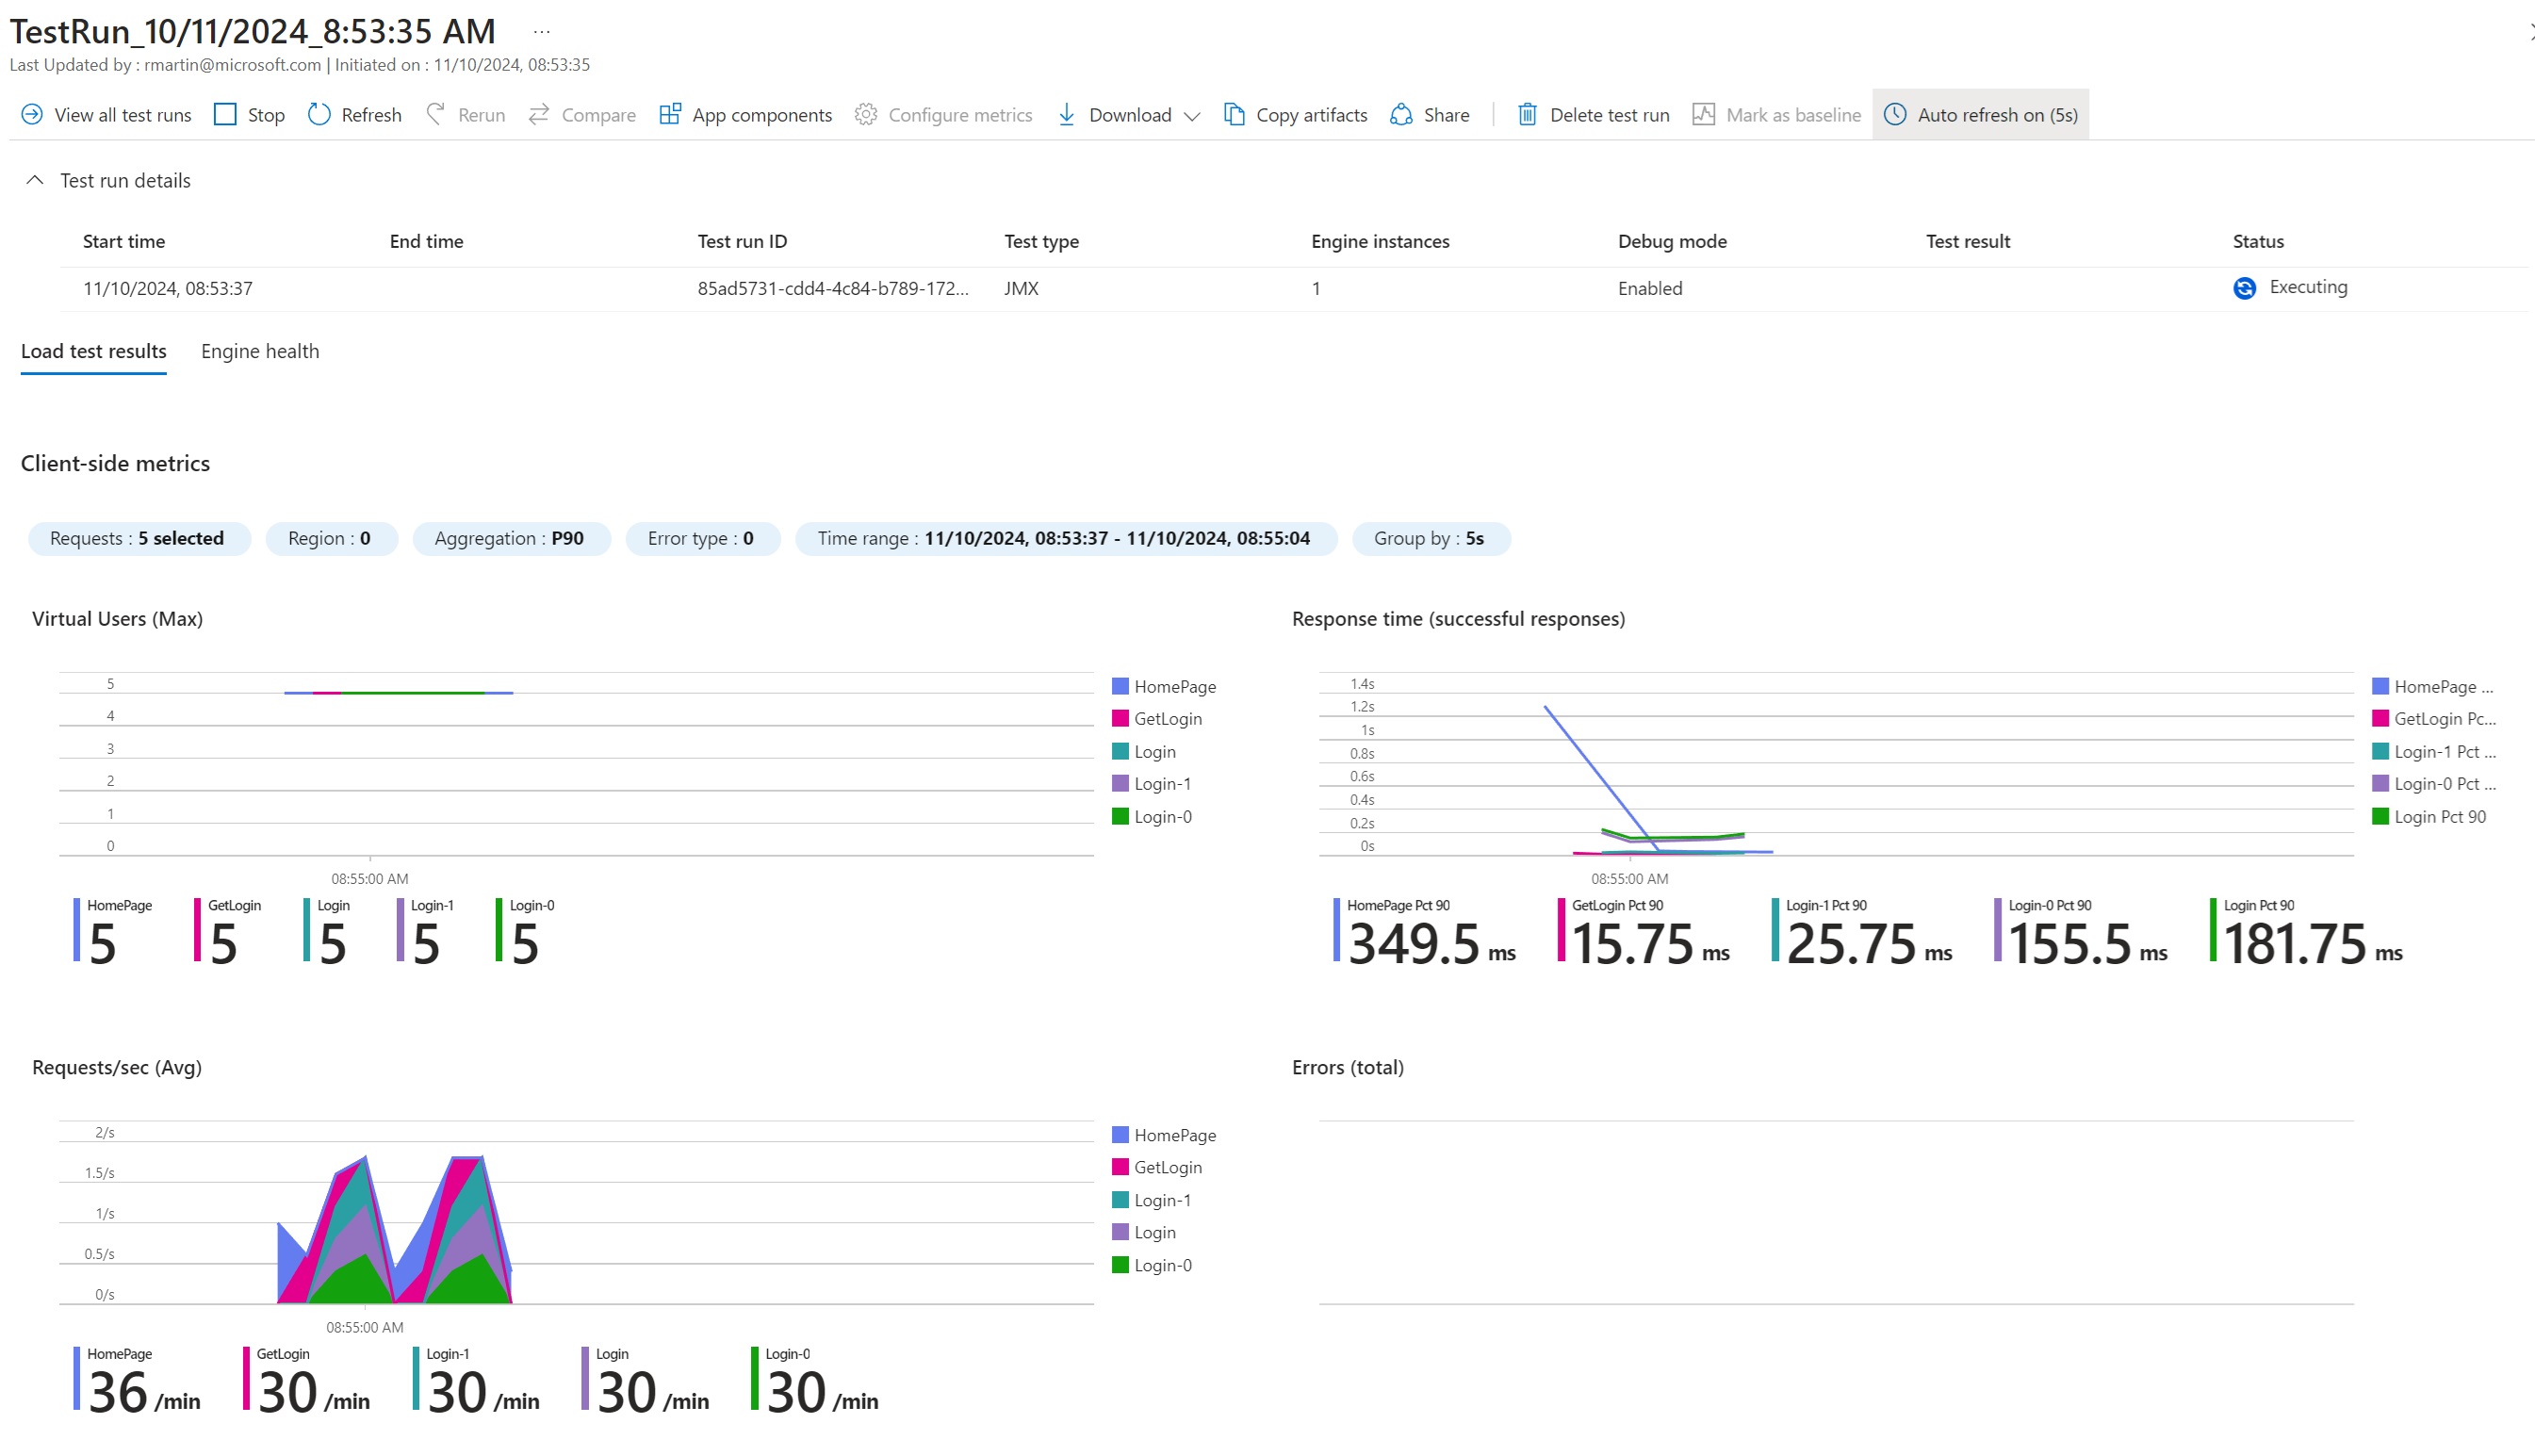 TestRun_10/11/2024_8:53:35 AM ...
Last Updated by : rmartin@microsoft.com | Initiated on : 11/10/2024, 08:53:35
View all test runs Stop Refresh Rerun Compare App components Configure metrics Download Copy artifacts Share Delete test run Mark as baseline Auto refresh on (5s)
Test run details
Start time End time Test run ID Test type Engine instances Debug mode Test result Status
11/10/2024, 08:53:37 85ad5731-cdd4-4c84-b789-172... JMX 1 Enabled Executing
Load test results Engine health
Client-side metrics
Requests : 5 selected Region : 0 Aggregation : P90 Error type : 0 Time range : 11/10/2024, 08:53:37 - 11/10/2024, 08:55:04 Group by : 5s
Virtual Users (Max)
5
4
3
2
1
0
08:55:00 AM
HomePage
GetLogin
Login
Login-1
Login-0
HomePage GetLogin Login Login-1 Login-0
5 5 5 5 5
Response time (successful responses)
1.4s
1.2s
1s
0.8s
0.6s
0.4s
0.2s
0s
08:55:00 AM
HomePage ...
GetLogin Pc...
Login-1 Pct ...
Login-0 Pct ...
Login Pct 90
HomePage Pct 90 GetLogin Pct 90 Login-1 Pct 90 Login-0 Pct 90 Login Pct 90
349.5 ms 15.75 ms 25.75 ms 155.5 ms 181.75 ms
Requests/sec (Avg)
2/s
1.5/s
1/s
0.5/s
0/s
08:55:00 AM
HomePage
GetLogin
Login-1
Login
Login-0
HomePage GetLogin Login-1 Login Login-0
36 /min 30 /min 30 /min 30 /min 30 /min
Errors (total)